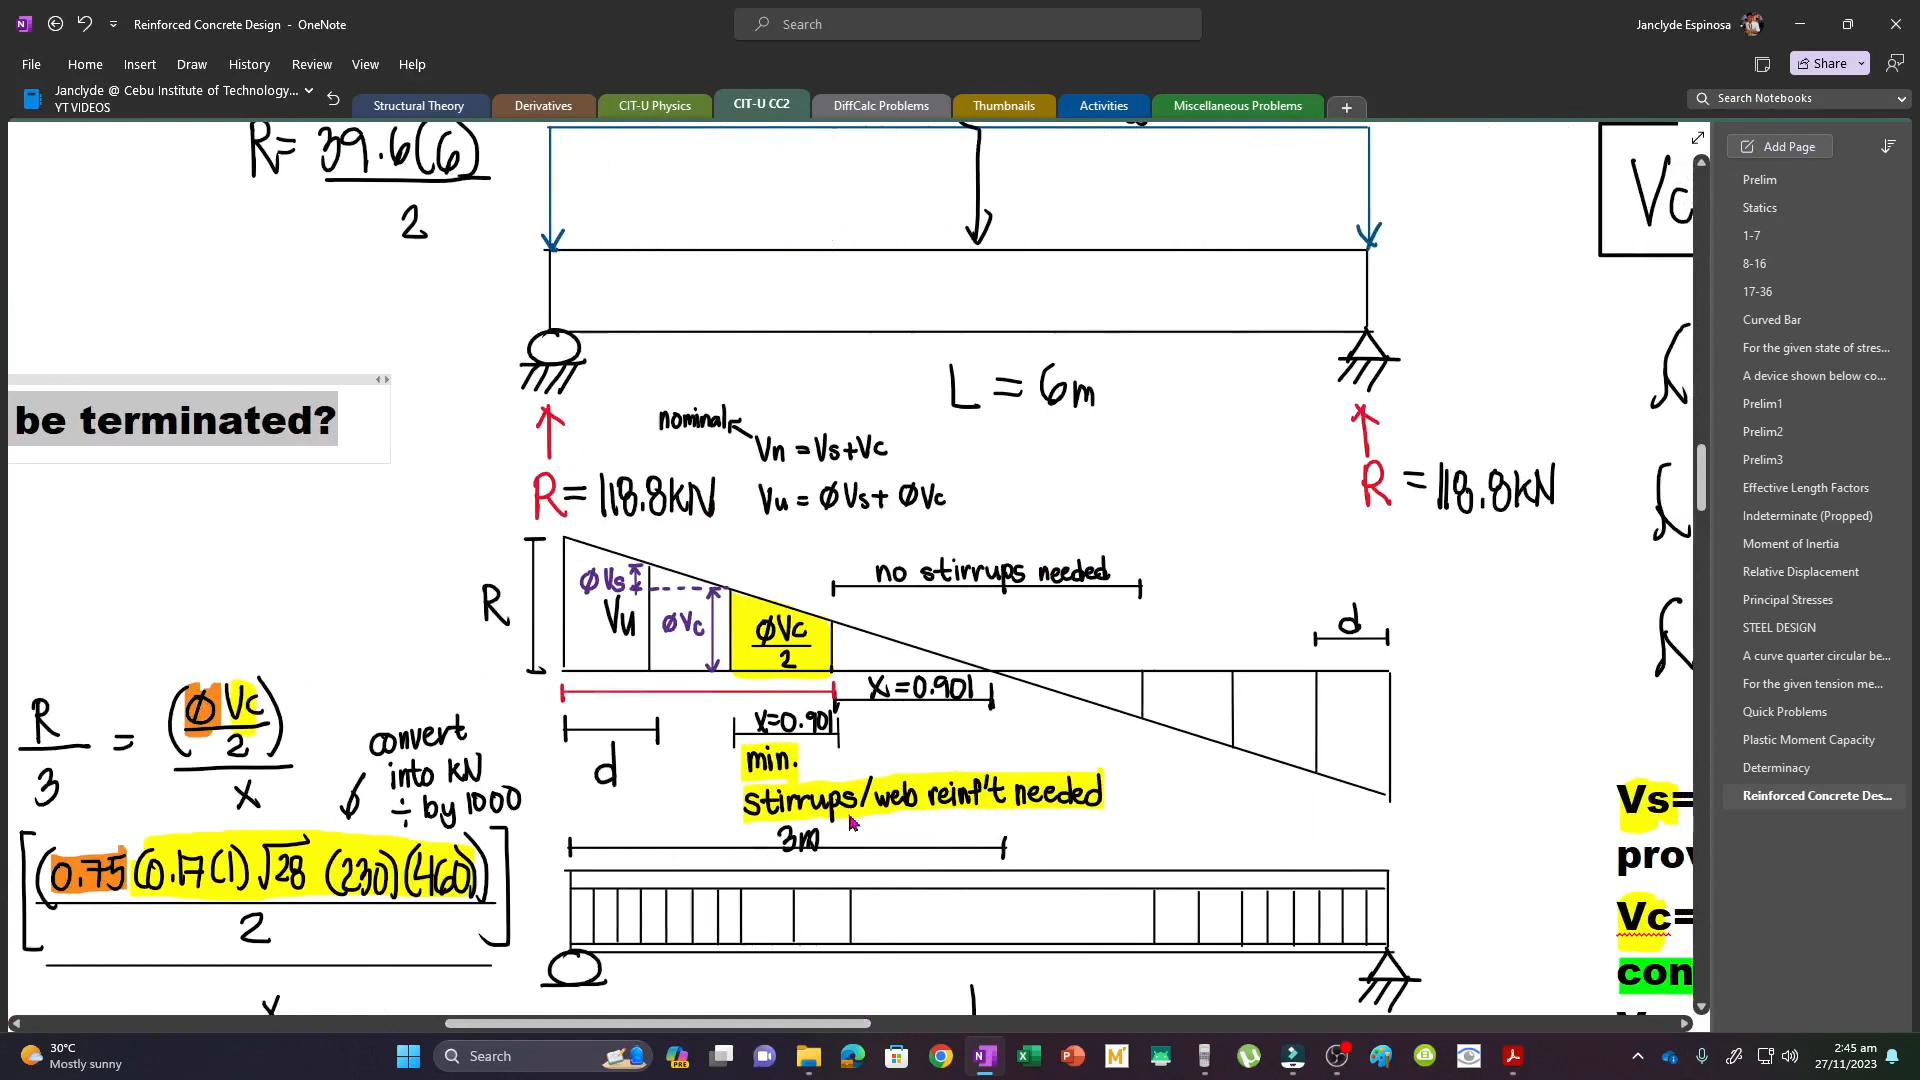 Reinforced Concrete Design - OneNote
Search
Janclyde Espinosa
File Home Insert Draw History Review View Help
Share
Janclyde @ Cebu Institute of Technology...
YT VIDEOS
Structural Theory Derivatives CIT-U Physics CIT-U CC2 DiffCalc Problems Thumbnails Activities Miscellaneous Problems +
Search Notebooks
Add Page
Prelim
Statics
1-7
8-16
17-36
Curved Bar
For the given state of stres...
A device shown below co...
Prelim1
Prelim2
Prelim3
Effective Length Factors
Indeterminate (Propped)
Moment of Inertia
Relative Displacement
Principal Stresses
STEEL DESIGN
A curve quarter circular be...
For the given tension me...
Quick Problems
Plastic Moment Capacity
Determinacy
Reinforced Concrete Des...
R = 39.6(6)
2
Vc
L = 6m
be terminated?
nominal
Vn = Vs + Vc
Vu = ØVs + ØVc
R = 118.8kN
R = 118.8kN
no stirrups needed
R
ØVs
Vu
ØVc
ØVc
2
d
x = 0.901
x=0.901
d
min.
stirrups/web reinf't needed
3m
R
3
=
(ØVc
2)
x
convert
into kN
÷ by 1000
[(0.75 (0.17(1)√28 (230)(460))
2]
x
L
Vs=
prov
Vc=
con
30°C
Mostly sunny
Search
PRE
2:45 am
27/11/2023